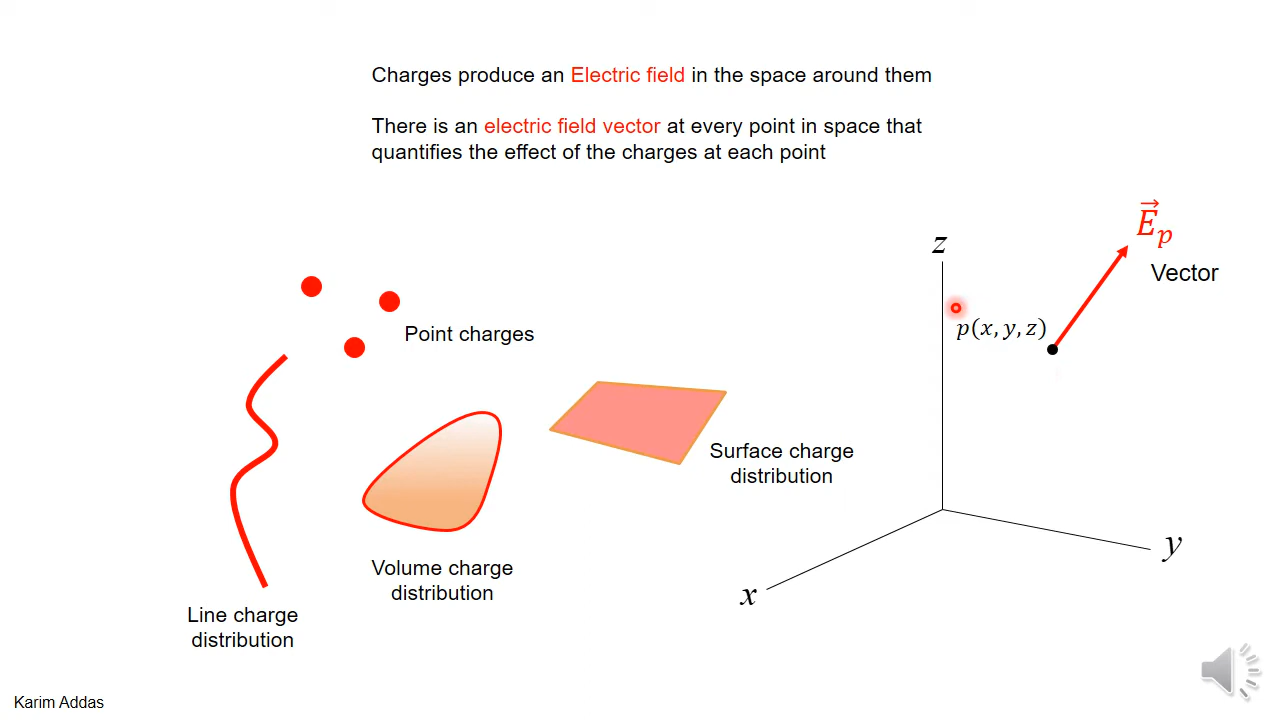 Charges produce an Electric field in the space around them
There is an electric field vector at every point in space that
quantifies the effect of the charges at each point
Point charges
Line charge
distribution
Volume charge
distribution
Surface charge
distribution
z
p(x, y, z)
E⃗ₚ
Vector
y
x
Karim Addas